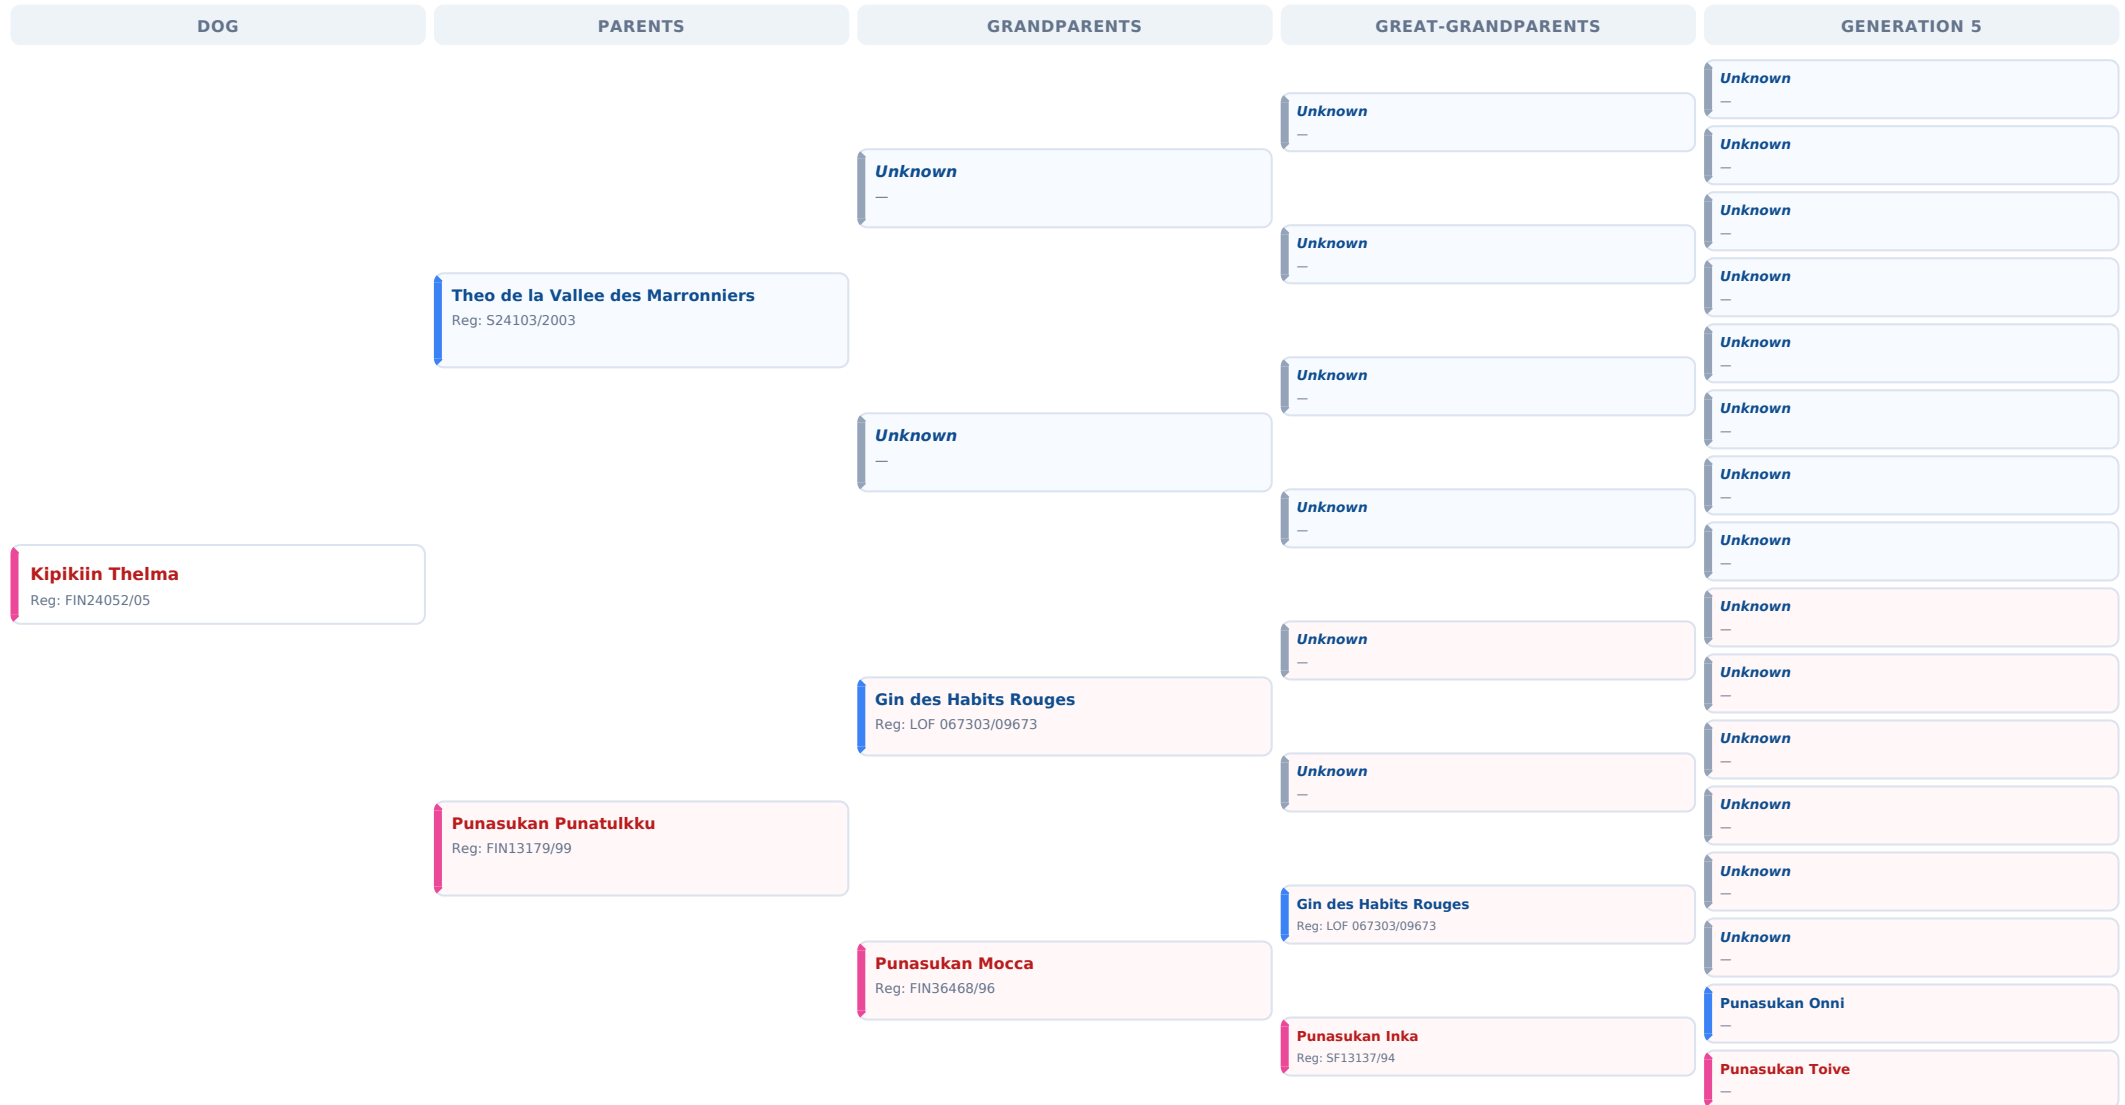 DOG
PARENTS
GRANDPARENTS
GREAT-GRANDPARENTS
GENERATION 5
Kipikiin Thelma
Reg: FIN24052/05
Theo de la Vallee des Marronniers
Reg: S24103/2003
Punasukan Punatulkku
Reg: FIN13179/99
Unknown
—
Unknown
—
Gin des Habits Rouges
Reg: LOF 067303/09673
Punasukan Mocca
Reg: FIN36468/96
Unknown
—
Unknown
—
Unknown
—
Unknown
—
Unknown
—
Unknown
—
Gin des Habits Rouges
Reg: LOF 067303/09673
Punasukan Inka
Reg: SF13137/94
Unknown
—
Unknown
—
Unknown
—
Unknown
—
Unknown
—
Unknown
—
Unknown
—
Unknown
—
Unknown
—
Unknown
—
Unknown
—
Unknown
—
Unknown
—
Unknown
—
Punasukan Onni
—
Punasukan Toive
—